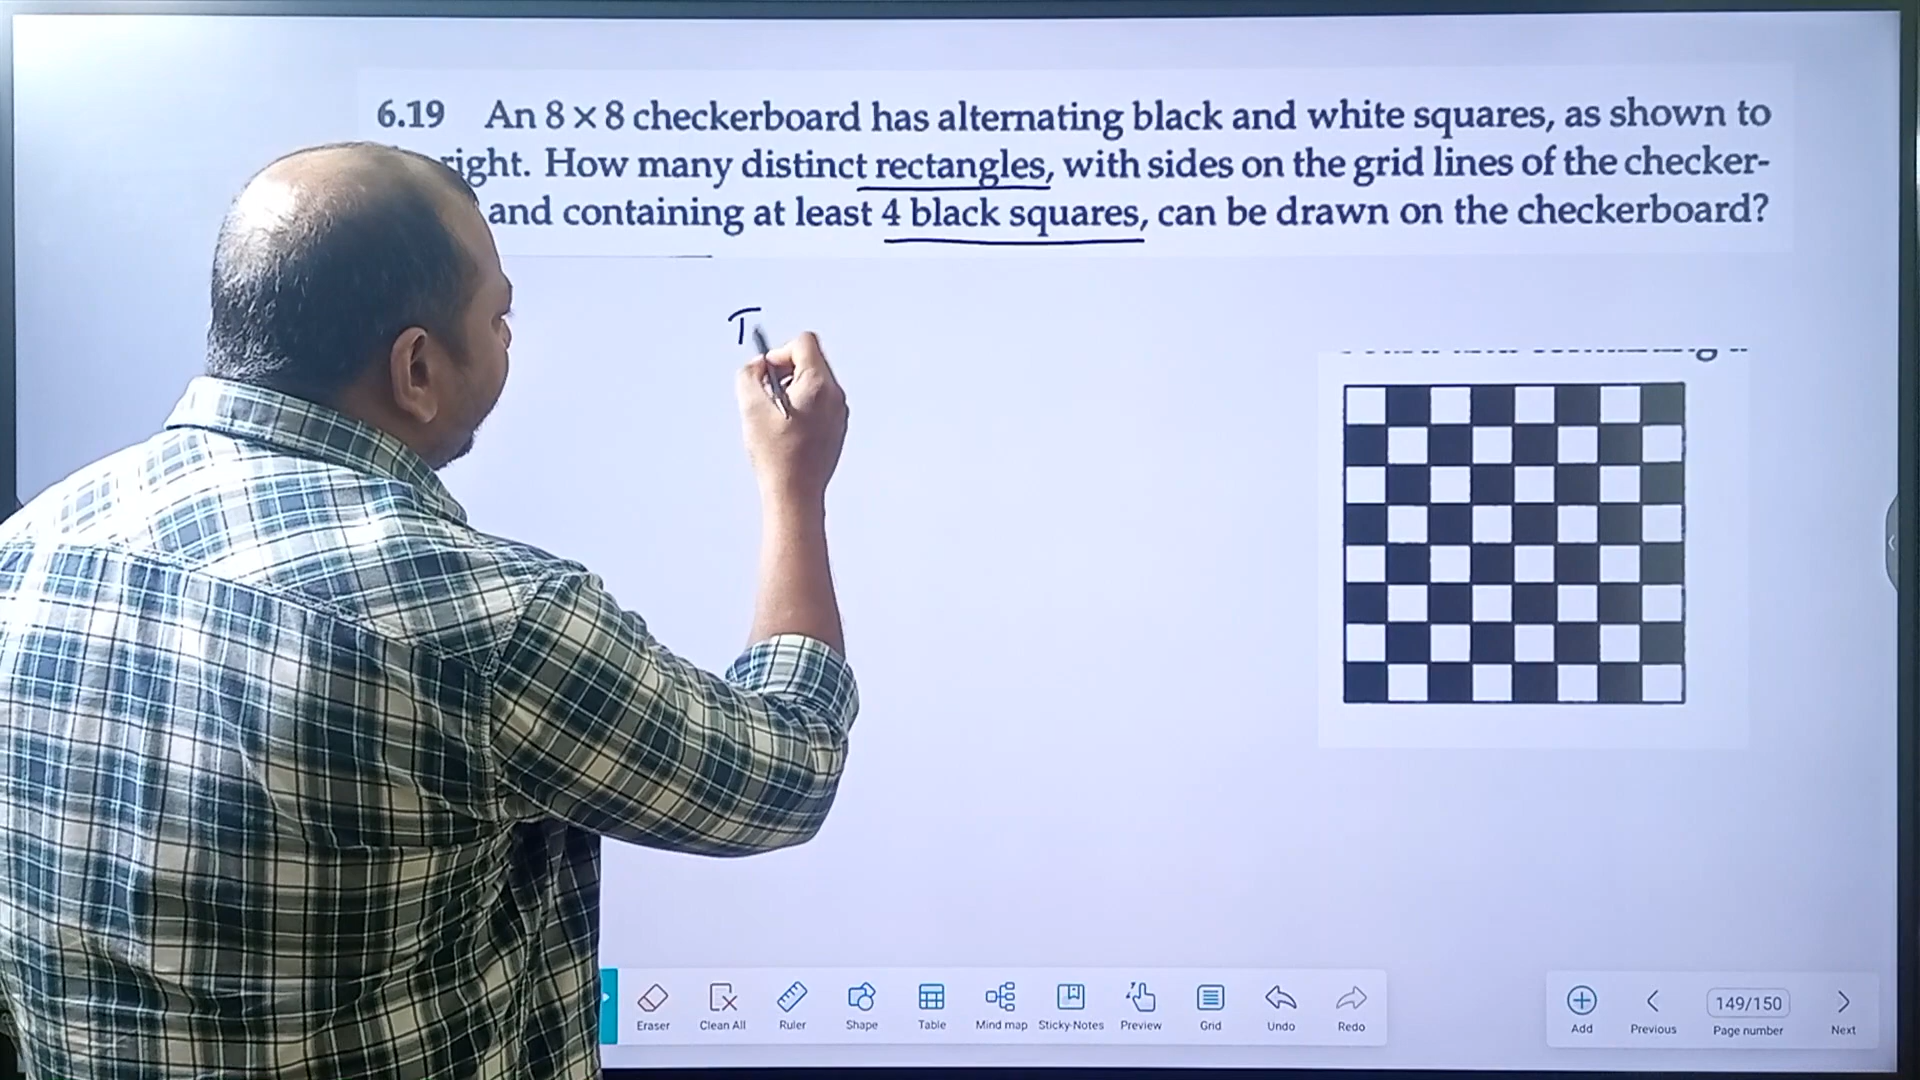 6.19 An 8 × 8 checkerboard has alternating black and white squares, as shown to
right. How many distinct rectangles, with sides on the grid lines of the checker-
and containing at least 4 black squares, can be drawn on the checkerboard?
T
Eraser Clean All Ruler Shape Table Mind map Sticky Notes Preview Grid Undo Redo
Add Previous 149/150 Page number Next